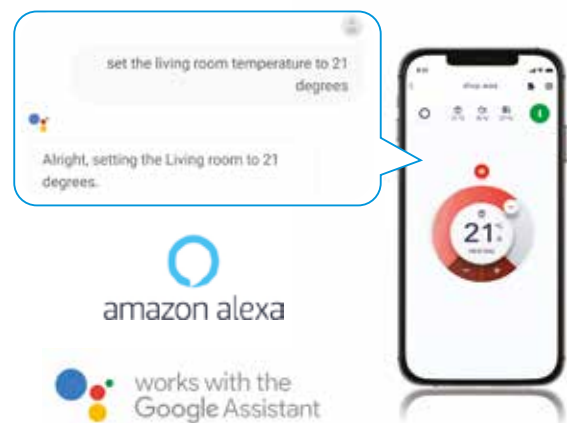 set the living room temperature to 21
degrees
Alright, setting the Living room to 21
degrees.
21
amazon alexa
works with the
Google Assistant